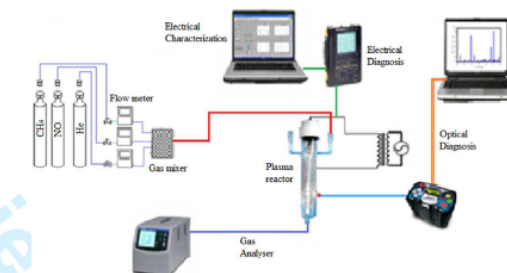 Electrical
Characterization
Electrical
Diagnosis
Flow meter
CH4
NO
He
Gas mixer
Plasma
reactor
Optical
Diagnosis
Gas
Analyser